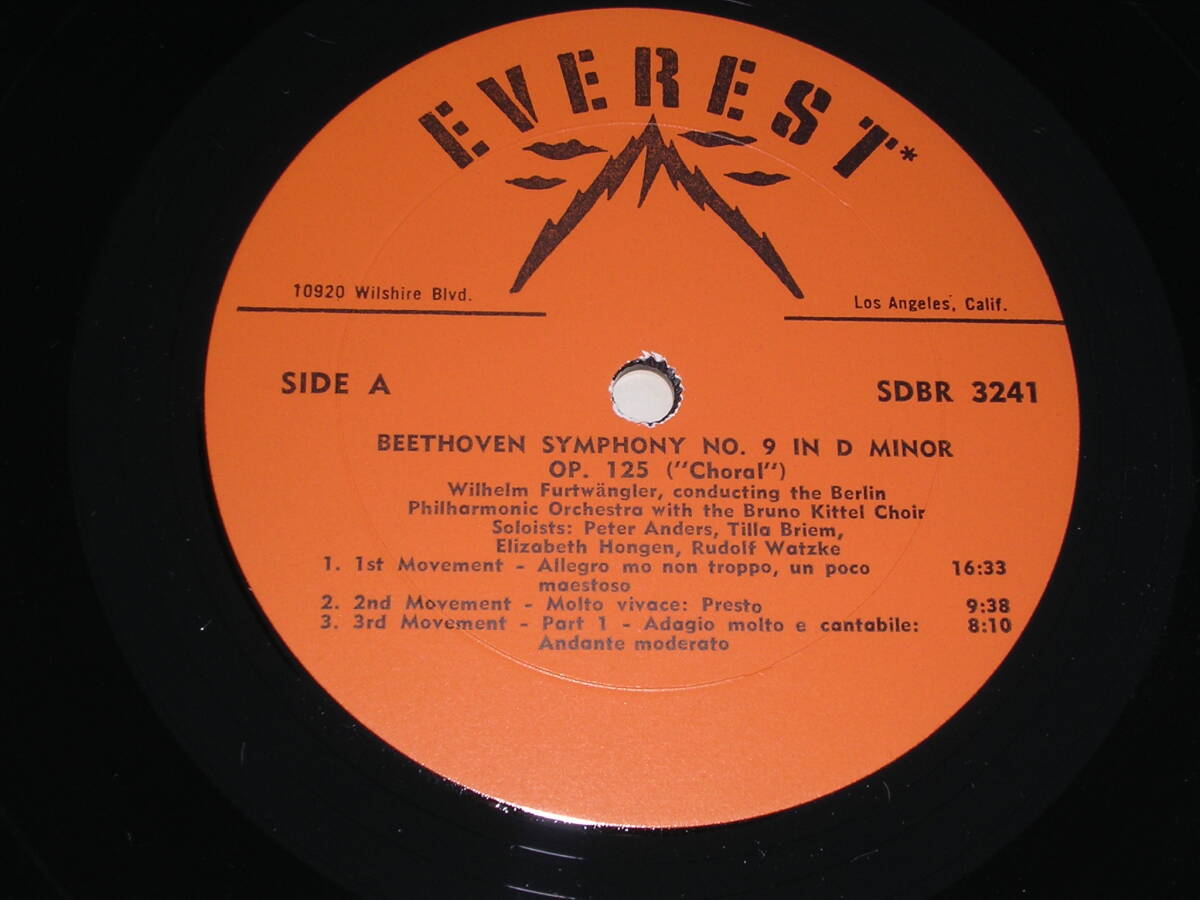 EVEREST*
10920 Wilshire Blvd.
Los Angeles, Calif.
SIDE A
SDBR 3241
BEETHOVEN SYMPHONY NO. 9 IN D MINOR
OP. 125 ("Choral")
Wilhelm Furtwängler, conducting the Berlin
Philharmonic Orchestra with the Bruno Kittel Choir
Soloists: Peter Anders, Tilla Briem,
Elizabeth Hongen, Rudolf Watzke
1. 1st Movement - Allegro mo non troppo, un poco 16:33
maestoso
2. 2nd Movement - Molto vivace: Presto 9:38
3. 3rd Movement - Part 1 - Adagio molto e cantabile: 8:10
Andante moderato